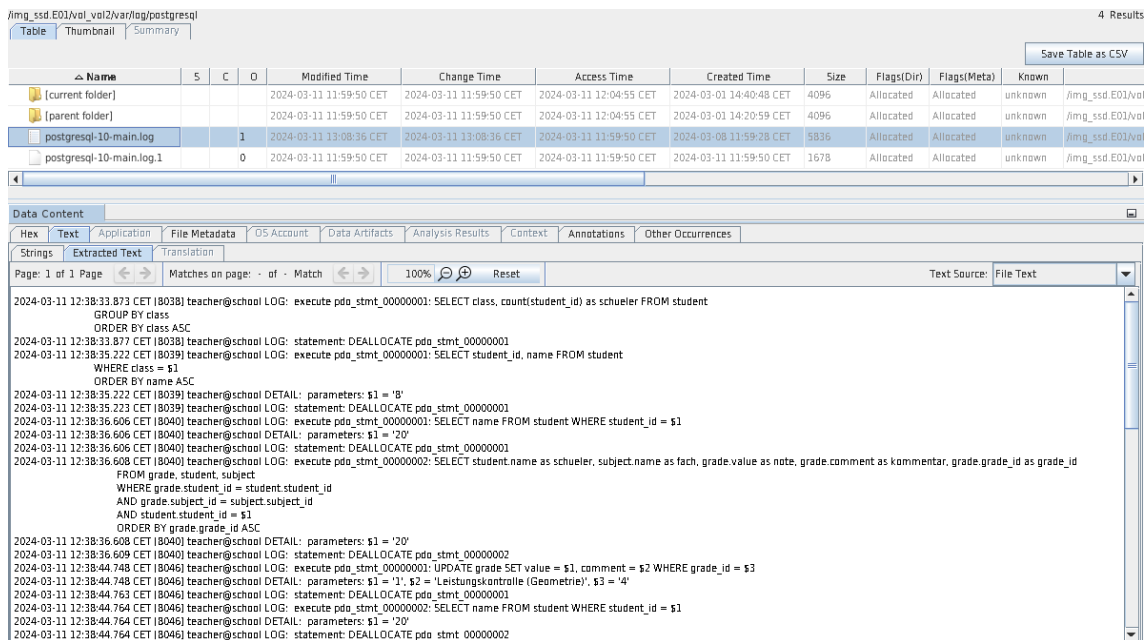 /img_ssd.E01/vol_vol2/var/log/postgresql 4 Results
Table Thumbnail Summary
Save Table as CSV
Name S C O Modified Time Change Time Access Time Created Time Size Flags(Dir) Flags(Meta) Known
[current folder] 2024-03-11 11:59:50 CET 2024-03-11 11:59:50 CET 2024-03-11 12:04:55 CET 2024-03-01 14:40:48 CET 4096 Allocated Allocated unknown /img_ssd.E01/vol
[parent folder] 2024-03-11 11:59:50 CET 2024-03-11 11:59:50 CET 2024-03-11 12:04:55 CET 2024-03-01 14:20:59 CET 4096 Allocated Allocated unknown /img_ssd.E01/vol
postgresql-10-main.log 1 2024-03-11 13:08:36 CET 2024-03-11 13:08:36 CET 2024-03-11 11:59:50 CET 2024-03-08 11:59:28 CET 5836 Allocated Allocated unknown /img_ssd.E01/vol
postgresql-10-main.log.1 0 2024-03-11 11:59:50 CET 2024-03-11 11:59:50 CET 2024-03-11 11:59:50 CET 2024-03-11 11:59:50 CET 1678 Allocated Allocated unknown /img_ssd.E01/vol
Data Content
Hex Text Application File Metadata OS Account Data Artifacts Analysis Results Context Annotations Other Occurrences
Strings Extracted Text Translation
Page: 1 of 1 Page Matches on page: - of - Match 100% Reset Text Source: File Text
2024-03-11 12:38:33.873 CET [8038] teacher@school LOG: execute pdo_stmt_00000001: SELECT class, count(student_id) as schueler FROM student
GROUP BY class
ORDER BY class ASC
2024-03-11 12:38:33.877 CET [8038] teacher@school LOG: statement: DEALLOCATE pdo_stmt_00000001
2024-03-11 12:38:35.222 CET [8039] teacher@school LOG: execute pdo_stmt_00000001: SELECT student_id, name FROM student
WHERE class = $1
ORDER BY name ASC
2024-03-11 12:38:35.222 CET [8039] teacher@school DETAIL: parameters: $1 = '8'
2024-03-11 12:38:35.223 CET [8039] teacher@school LOG: statement: DEALLOCATE pdo_stmt_00000001
2024-03-11 12:38:36.606 CET [8040] teacher@school LOG: execute pdo_stmt_00000001: SELECT name FROM student WHERE student_id = $1
2024-03-11 12:38:36.606 CET [8040] teacher@school DETAIL: parameters: $1 = '20'
2024-03-11 12:38:36.606 CET [8040] teacher@school LOG: statement: DEALLOCATE pdo_stmt_00000001
2024-03-11 12:38:36.608 CET [8040] teacher@school LOG: execute pdo_stmt_00000002: SELECT student.name as schueler, subject.name as fach, grade.value as note, grade.comment as kommentar, grade.grade_id as grade_id
FROM grade, student, subject
WHERE grade.student_id = student.student_id
AND grade.subject_id = subject.subject_id
AND student.student_id = $1
ORDER BY grade.grade_id ASC
2024-03-11 12:38:36.608 CET [8040] teacher@school DETAIL: parameters: $1 = '20'
2024-03-11 12:38:36.609 CET [8040] teacher@school LOG: statement: DEALLOCATE pdo_stmt_00000002
2024-03-11 12:38:44.748 CET [8046] teacher@school LOG: execute pdo_stmt_00000001: UPDATE grade SET value = $1, comment = $2 WHERE grade_id = $3
2024-03-11 12:38:44.748 CET [8046] teacher@school DETAIL: parameters: $1 = '1', $2 = 'Leistungskontrolle (Geometrie)', $3 = '4'
2024-03-11 12:38:44.763 CET [8046] teacher@school LOG: statement: DEALLOCATE pdo_stmt_00000001
2024-03-11 12:38:44.764 CET [8046] teacher@school LOG: execute pdo_stmt_00000002: SELECT name FROM student WHERE student_id = $1
2024-03-11 12:38:44.764 CET [8046] teacher@school DETAIL: parameters: $1 = '20'
2024-03-11 12:38:44.764 CET [8046] teacher@school LOG: statement: DEALLOCATE pdo_stmt_00000002